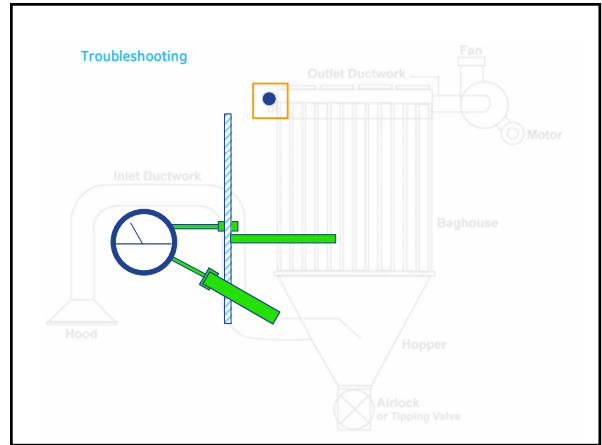 Troubleshooting
Fan
Outlet Ductwork
Motor
Inlet Ductwork
Baghouse
Hood
Hopper
Airlock
or Tipping Valve